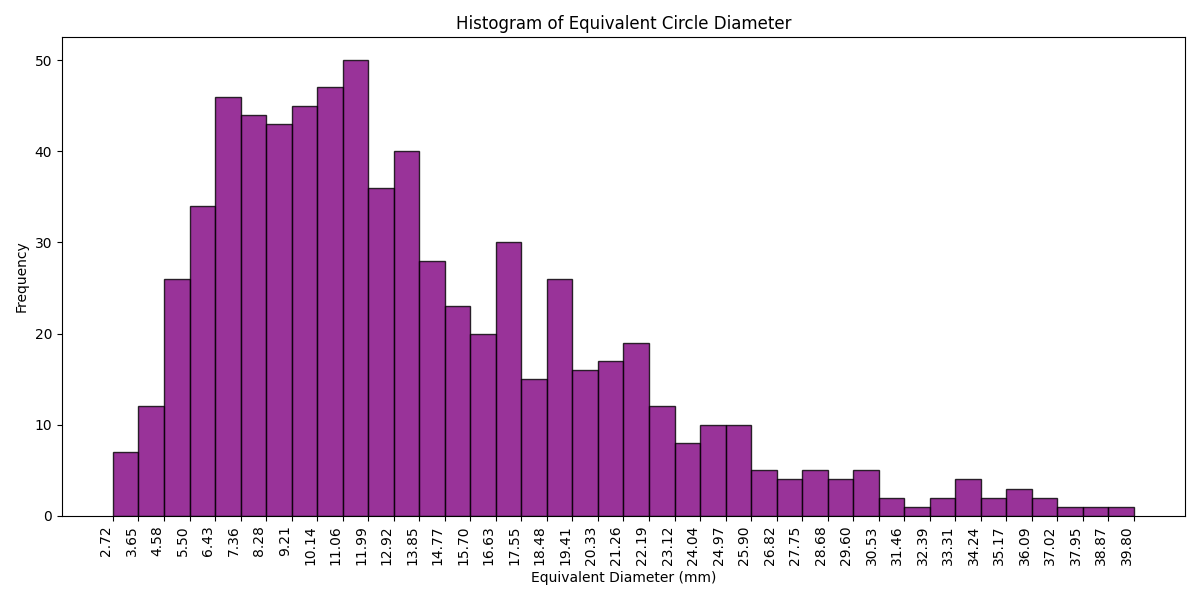 Histogram of Equivalent Circle Diameter
Frequency
50
40
30
20
10
0
2.72 3.65 4.58 5.50 6.43 7.36 8.28 9.21 10.14 11.06 11.99 12.92 13.85 14.77 15.70 16.63 17.55 18.48 19.41 20.33 21.26 22.19 23.12 24.04 24.97 25.90 26.82 27.75 28.68 29.60 30.53 31.46 32.39 33.31 34.24 35.17 36.09 37.02 37.95 38.87 39.80
Equivalent Diameter (mm)